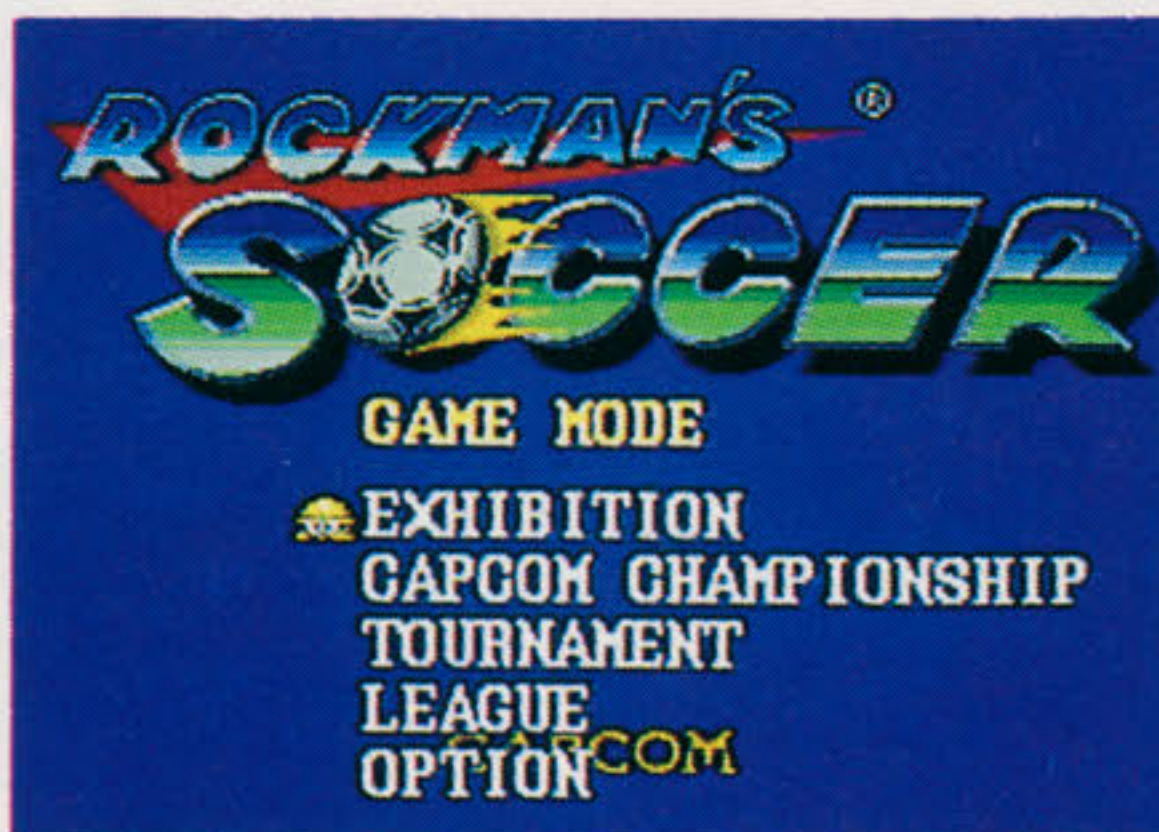 ROCKMAN'S ®
SOCCER
GAME MODE
EXHIBITION
CAPCOM CHAMPIONSHIP
TOURNAMENT
LEAGUE
CAPCOM
OPTION